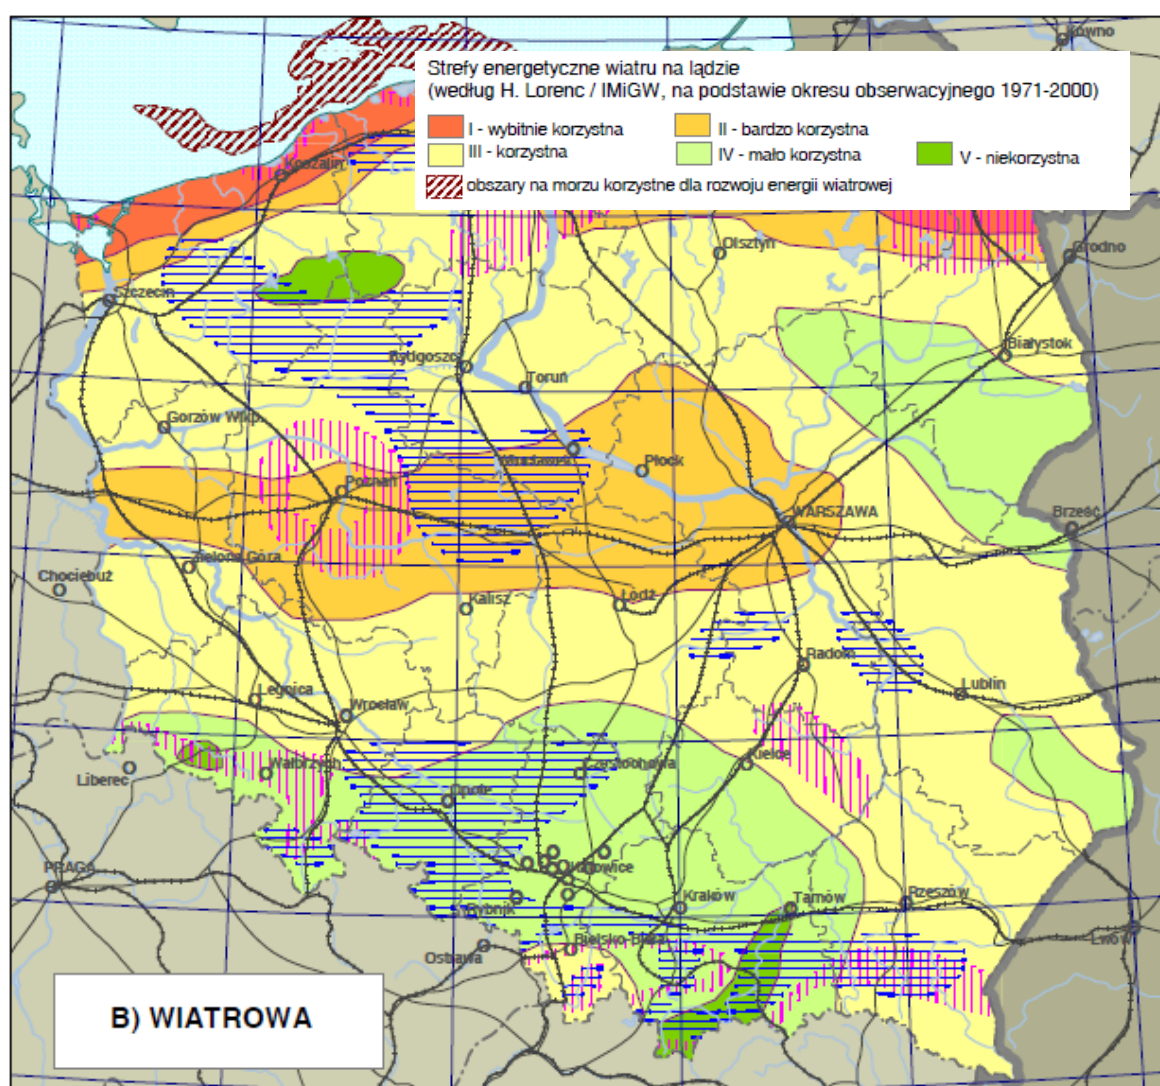 Kowno
Strefy energetyczne wiatru na lądzie
(według H. Lorenc / IMiGW, na podstawie okresu obserwacyjnego 1971-2000)
I - wybitnie korzystna
II - bardzo korzystna
III - korzystna
IV - mało korzystna
V - niekorzystna
obszary na morzu korzystne dla rozwoju energii wiatrowej
Koszalin
Olsztyn
Grodno
Szczecin
Białystok
Bydgoszcz
Toruń
Gorzów Wlkp.
Włocławek
Płock
Poznań
WARSZAWA
Brześć
Zielona Góra
Chociebuż
Kalisz
Łódź
Radom
Legnica
Lublin
Wrocław
Kielce
Liberec
Wałbrzych
Częstochowa
Opole
PRAGA
Katowice
Rybnik
Kraków
Tarnów
Rzeszów
Lwów
Bielsko-Biała
Ostrawa
B) WIATROWA